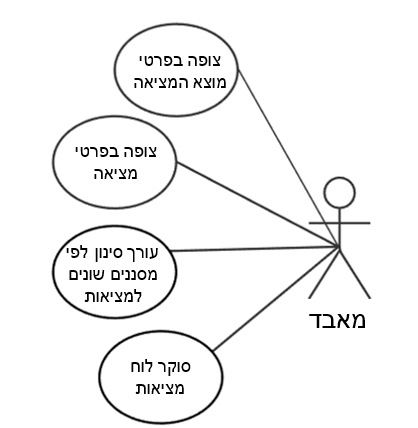 צופה בפרטי
מוצא המציאה
צופה בפרטי
מציאה
עורך סינון לפי
מסננים שונים
למציאות
סוקר לוח
מציאות
מאבד